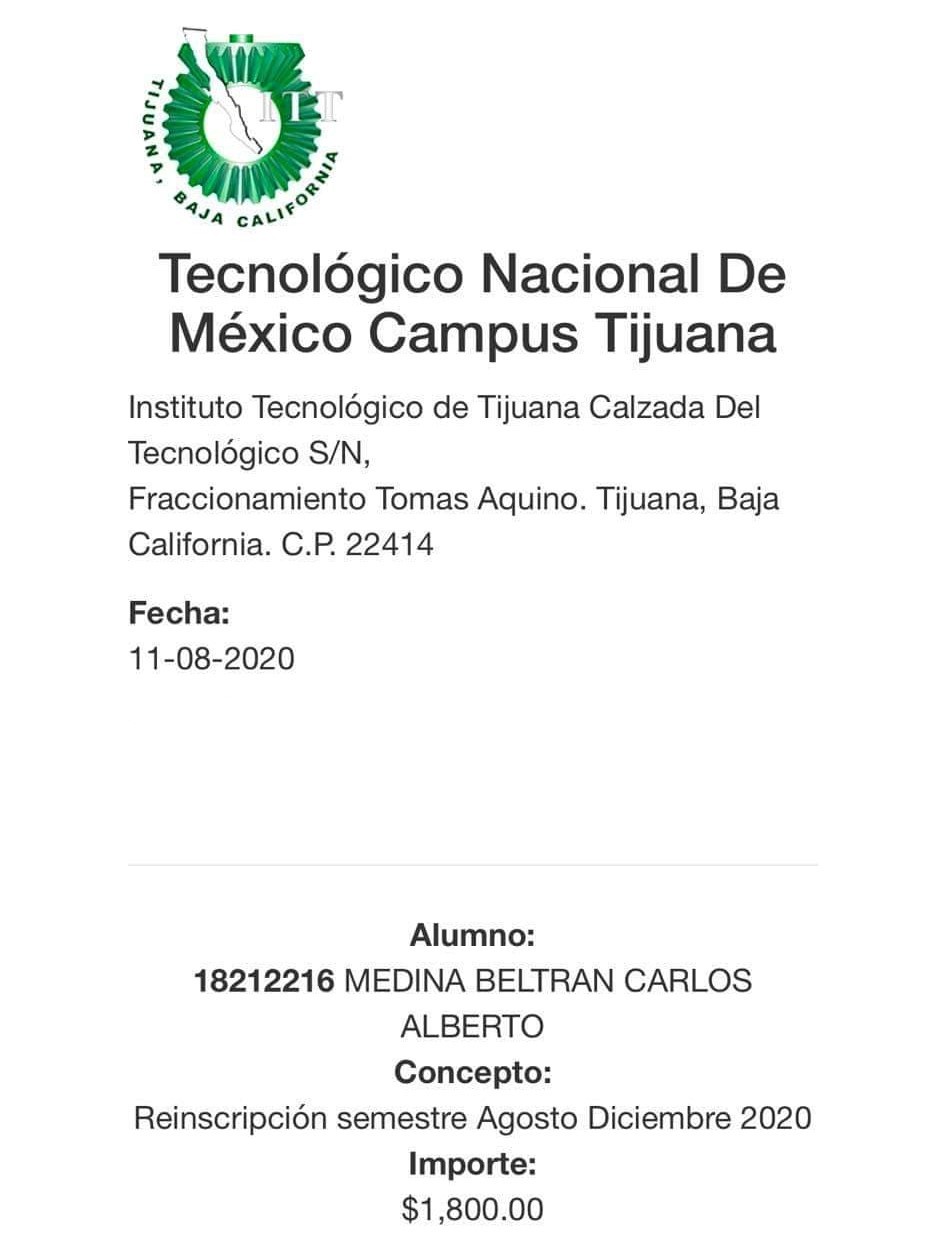 ITT
TIJUANA, BAJA CALIFORNIA
Tecnológico Nacional De
México Campus Tijuana
Instituto Tecnológico de Tijuana Calzada Del
Tecnológico S/N,
Fraccionamiento Tomas Aquino. Tijuana, Baja
California. C.P. 22414
Fecha:
11-08-2020
Alumno:
18212216 MEDINA BELTRAN CARLOS
ALBERTO
Concepto:
Reinscripción semestre Agosto Diciembre 2020
Importe:
$1,800.00